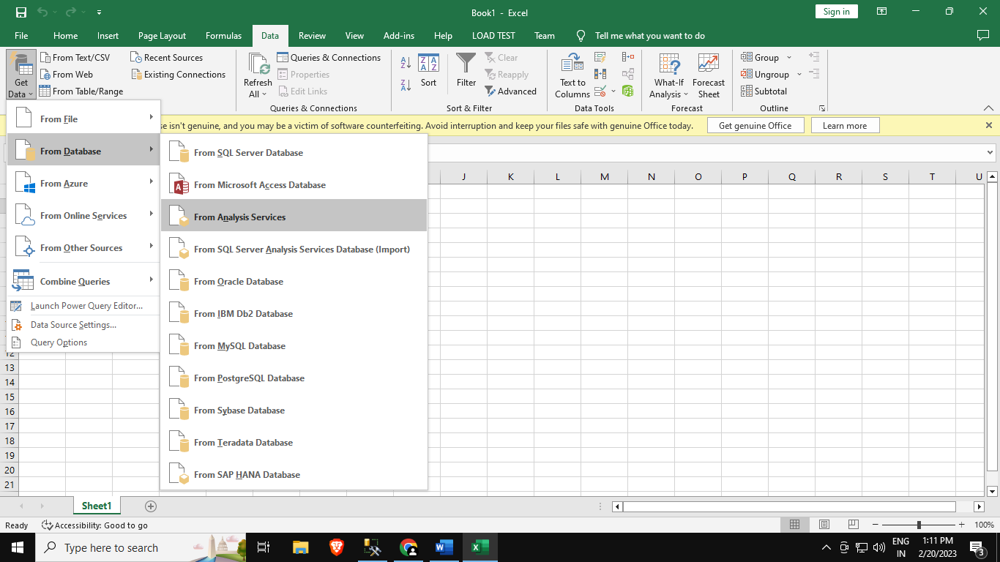 Book1 - Excel
Sign in
File Home Insert Page Layout Formulas Data Review View Add-ins Help LOAD TEST Team Tell me what you want to do
Get Data
From Text/CSV
From Web
From Table/Range
Recent Sources
Existing Connections
Refresh All
Queries & Connections
Properties
Edit Links
Queries & Connections
Sort
Filter
Clear
Reapply
Advanced
Sort & Filter
Text to Columns
Data Tools
What-If Analysis
Forecast Sheet
Forecast
Group
Ungroup
Subtotal
Outline
se isn't genuine, and you may be a victim of software counterfeiting. Avoid interruption and keep your files safe with genuine Office today.
Get genuine Office
Learn more
From File
From Database
From Azure
From Online Services
From Other Sources
Combine Queries
Launch Power Query Editor...
Data Source Settings...
Query Options
From SQL Server Database
From Microsoft Access Database
From Analysis Services
From SQL Server Analysis Services Database (Import)
From Oracle Database
From IBM Db2 Database
From MySQL Database
From PostgreSQL Database
From Sybase Database
From Teradata Database
From SAP HANA Database
J K L M N O P Q R S T U
12
13
14
15
16
17
18
19
20
21
Sheet1
Ready
Accessibility: Good to go
100%
Type here to search
ENG
IN
1:11 PM
2/20/2023
3